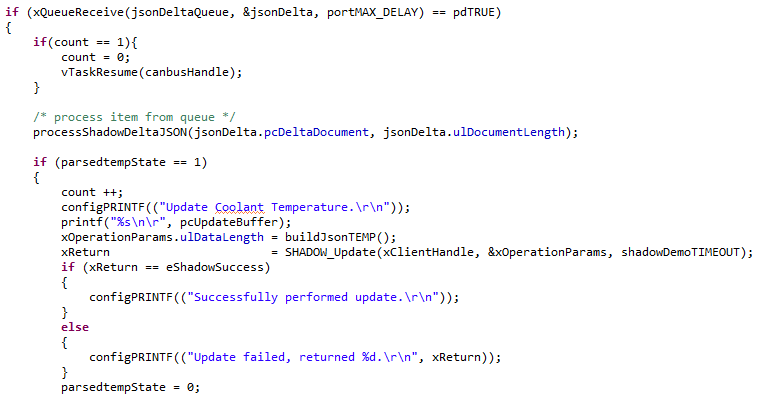 if (xQueueReceive(jsonDeltaQueue, &jsonDelta, portMAX_DELAY) == pdTRUE)
{
    if(count == 1){
        count = 0;
        vTaskResume(canbusHandle);
    }

    /* process item from queue */
    processShadowDeltaJSON(jsonDelta.pcDeltaDocument, jsonDelta.ulDocumentLength);

    if (parsedtempState == 1)
    {
        count ++;
        configPRINTF(("Update Coolant Temperature.\r\n"));
        printf("%s\n\r", pcUpdateBuffer);
        xOperationParams.ulDataLength = buildJsonTEMP();
        xReturn                       = SHADOW_Update(xClientHandle, &xOperationParams, shadowDemoTIMEOUT);
        if (xReturn == eShadowSuccess)
        {
            configPRINTF(("Successfully performed update.\r\n"));
        }
        else
        {
            configPRINTF(("Update failed, returned %d.\r\n", xReturn));
        }
        parsedtempState = 0;